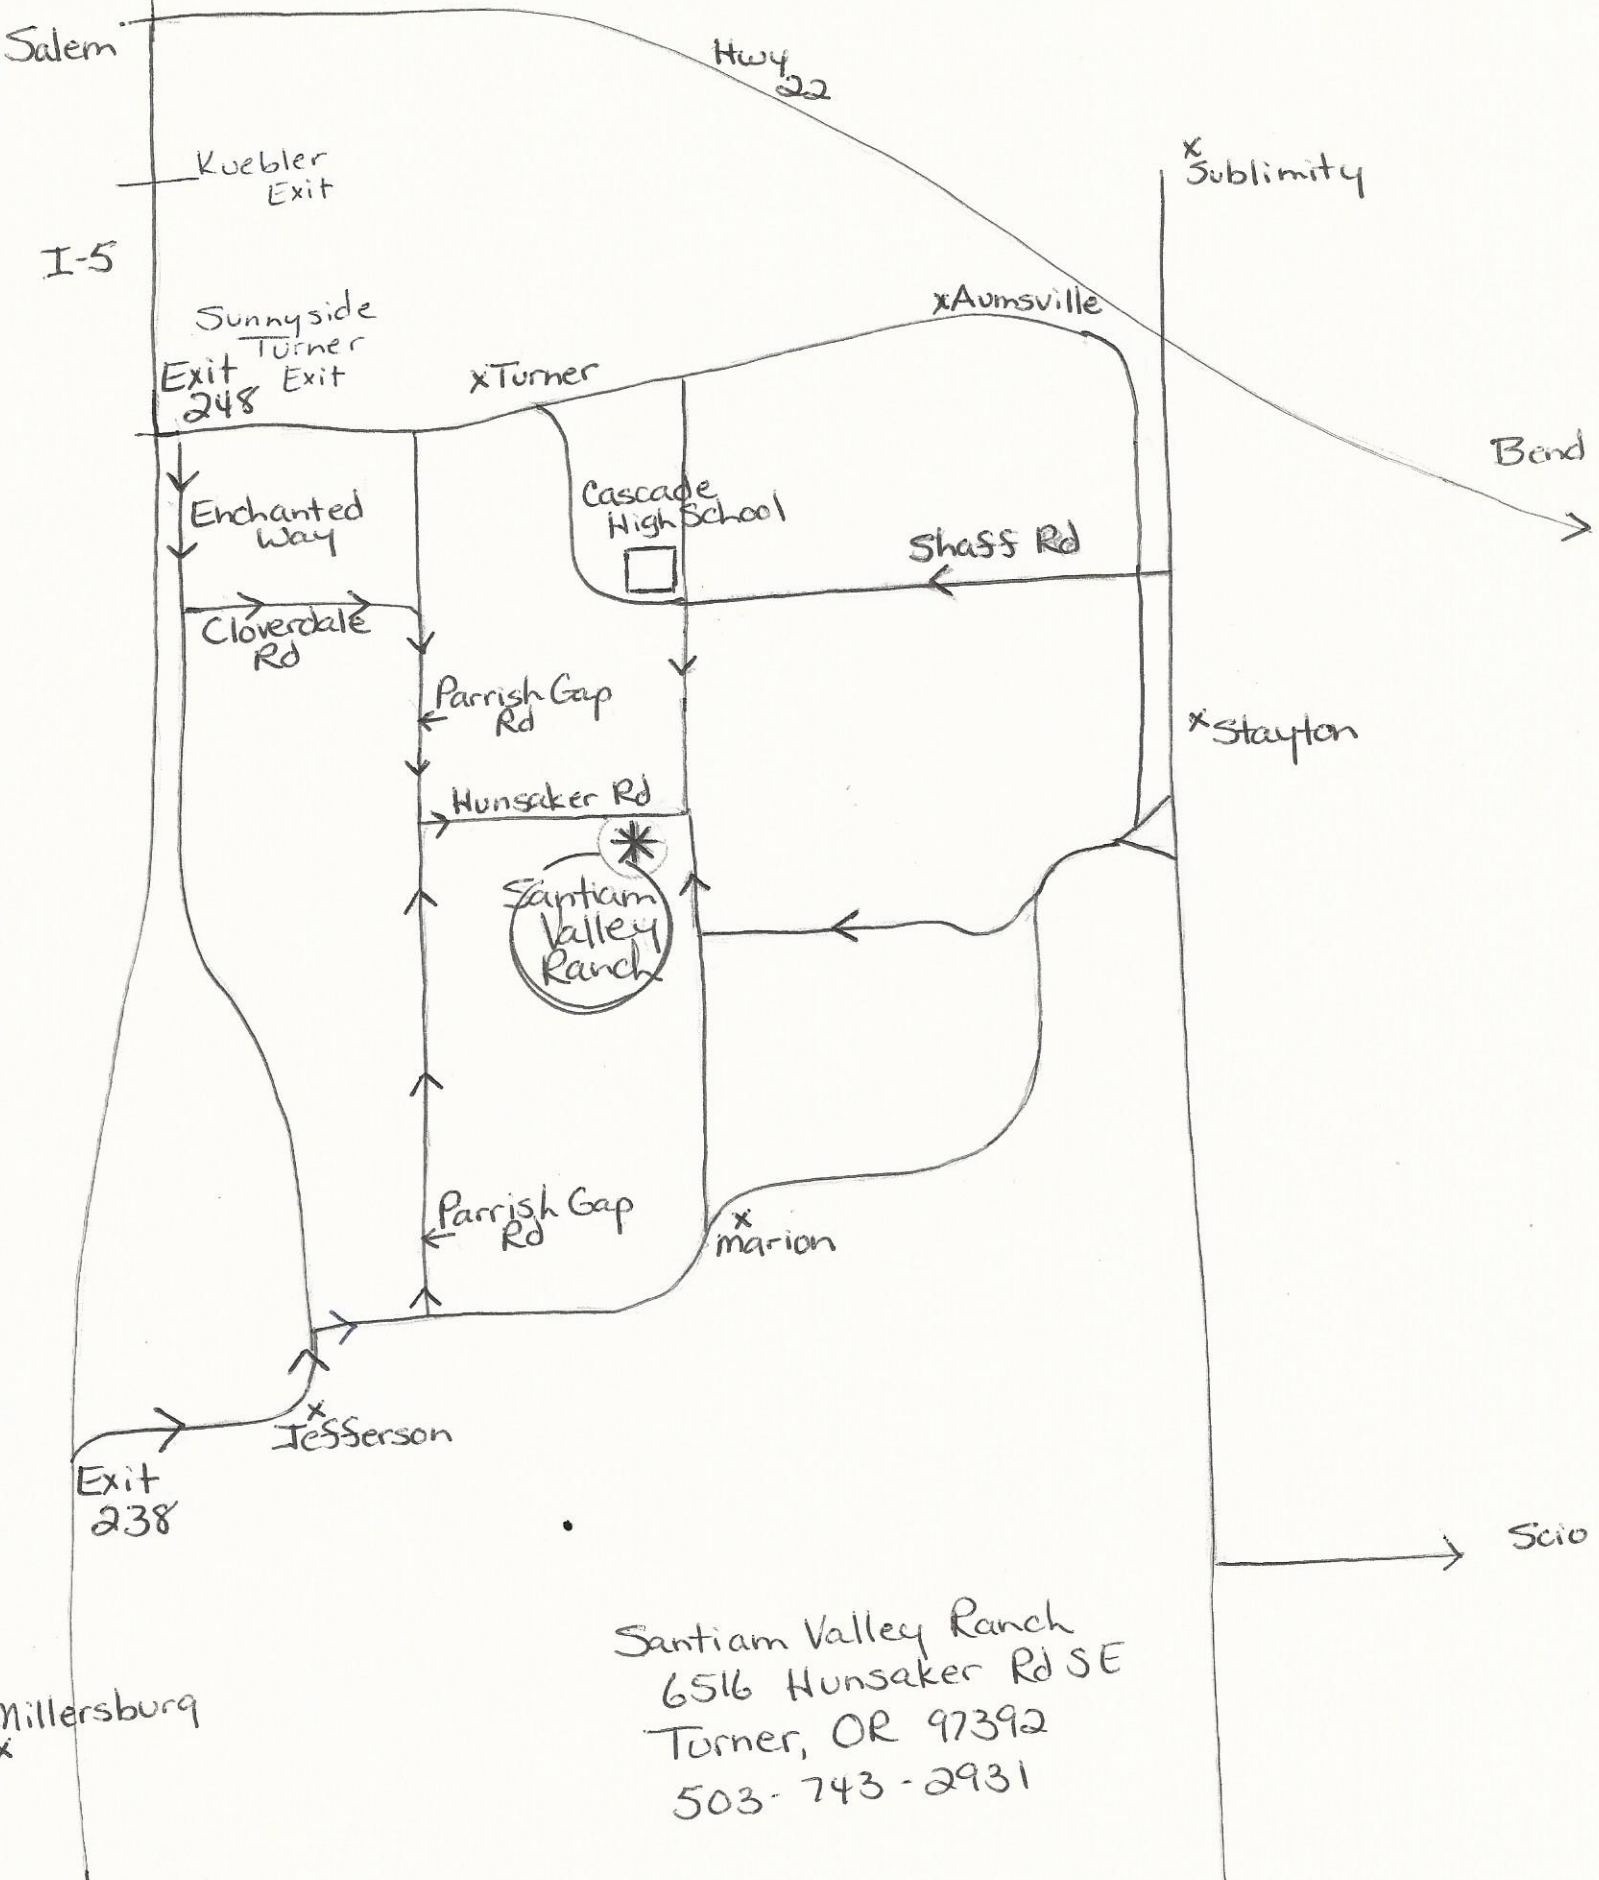 Salem
Hwy
22
Kuebler
Exit
x
Sublimity
I-5
Sunnyside
Turner
Exit
Exit
248
xTurner
xAumsville
Bend
Enchanted
Way
Cascade
High School
Shaff Rd
Cloverdale
Rd
Parrish Gap
Rd
x Stayton
Hunsaker Rd
Santiam
Valley
Ranch
Parrish Gap
Rd
x
Marion
x
Jefferson
Exit
238
Scio
Millersburg
x
Santiam Valley Ranch
6516 Hunsaker Rd SE
Turner, OR 97392
503-743-2931